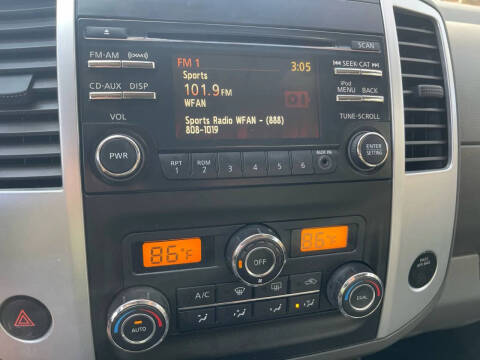 FM·AM
CD·AUX DISP
VOL
PWR
FM 1 3:05
Sports
101.9 FM
WFAN
Sports Radio WFAN - (888)
808-1019
SCAN
SEEK·CAT
iPod
MENU BACK
TUNE·SCROLL
ENTER
SETTING
RPT 1 RDM 2 3 4 5 6
AUX IN
86°F
OFF
86°F
A/C
AUTO
DUAL